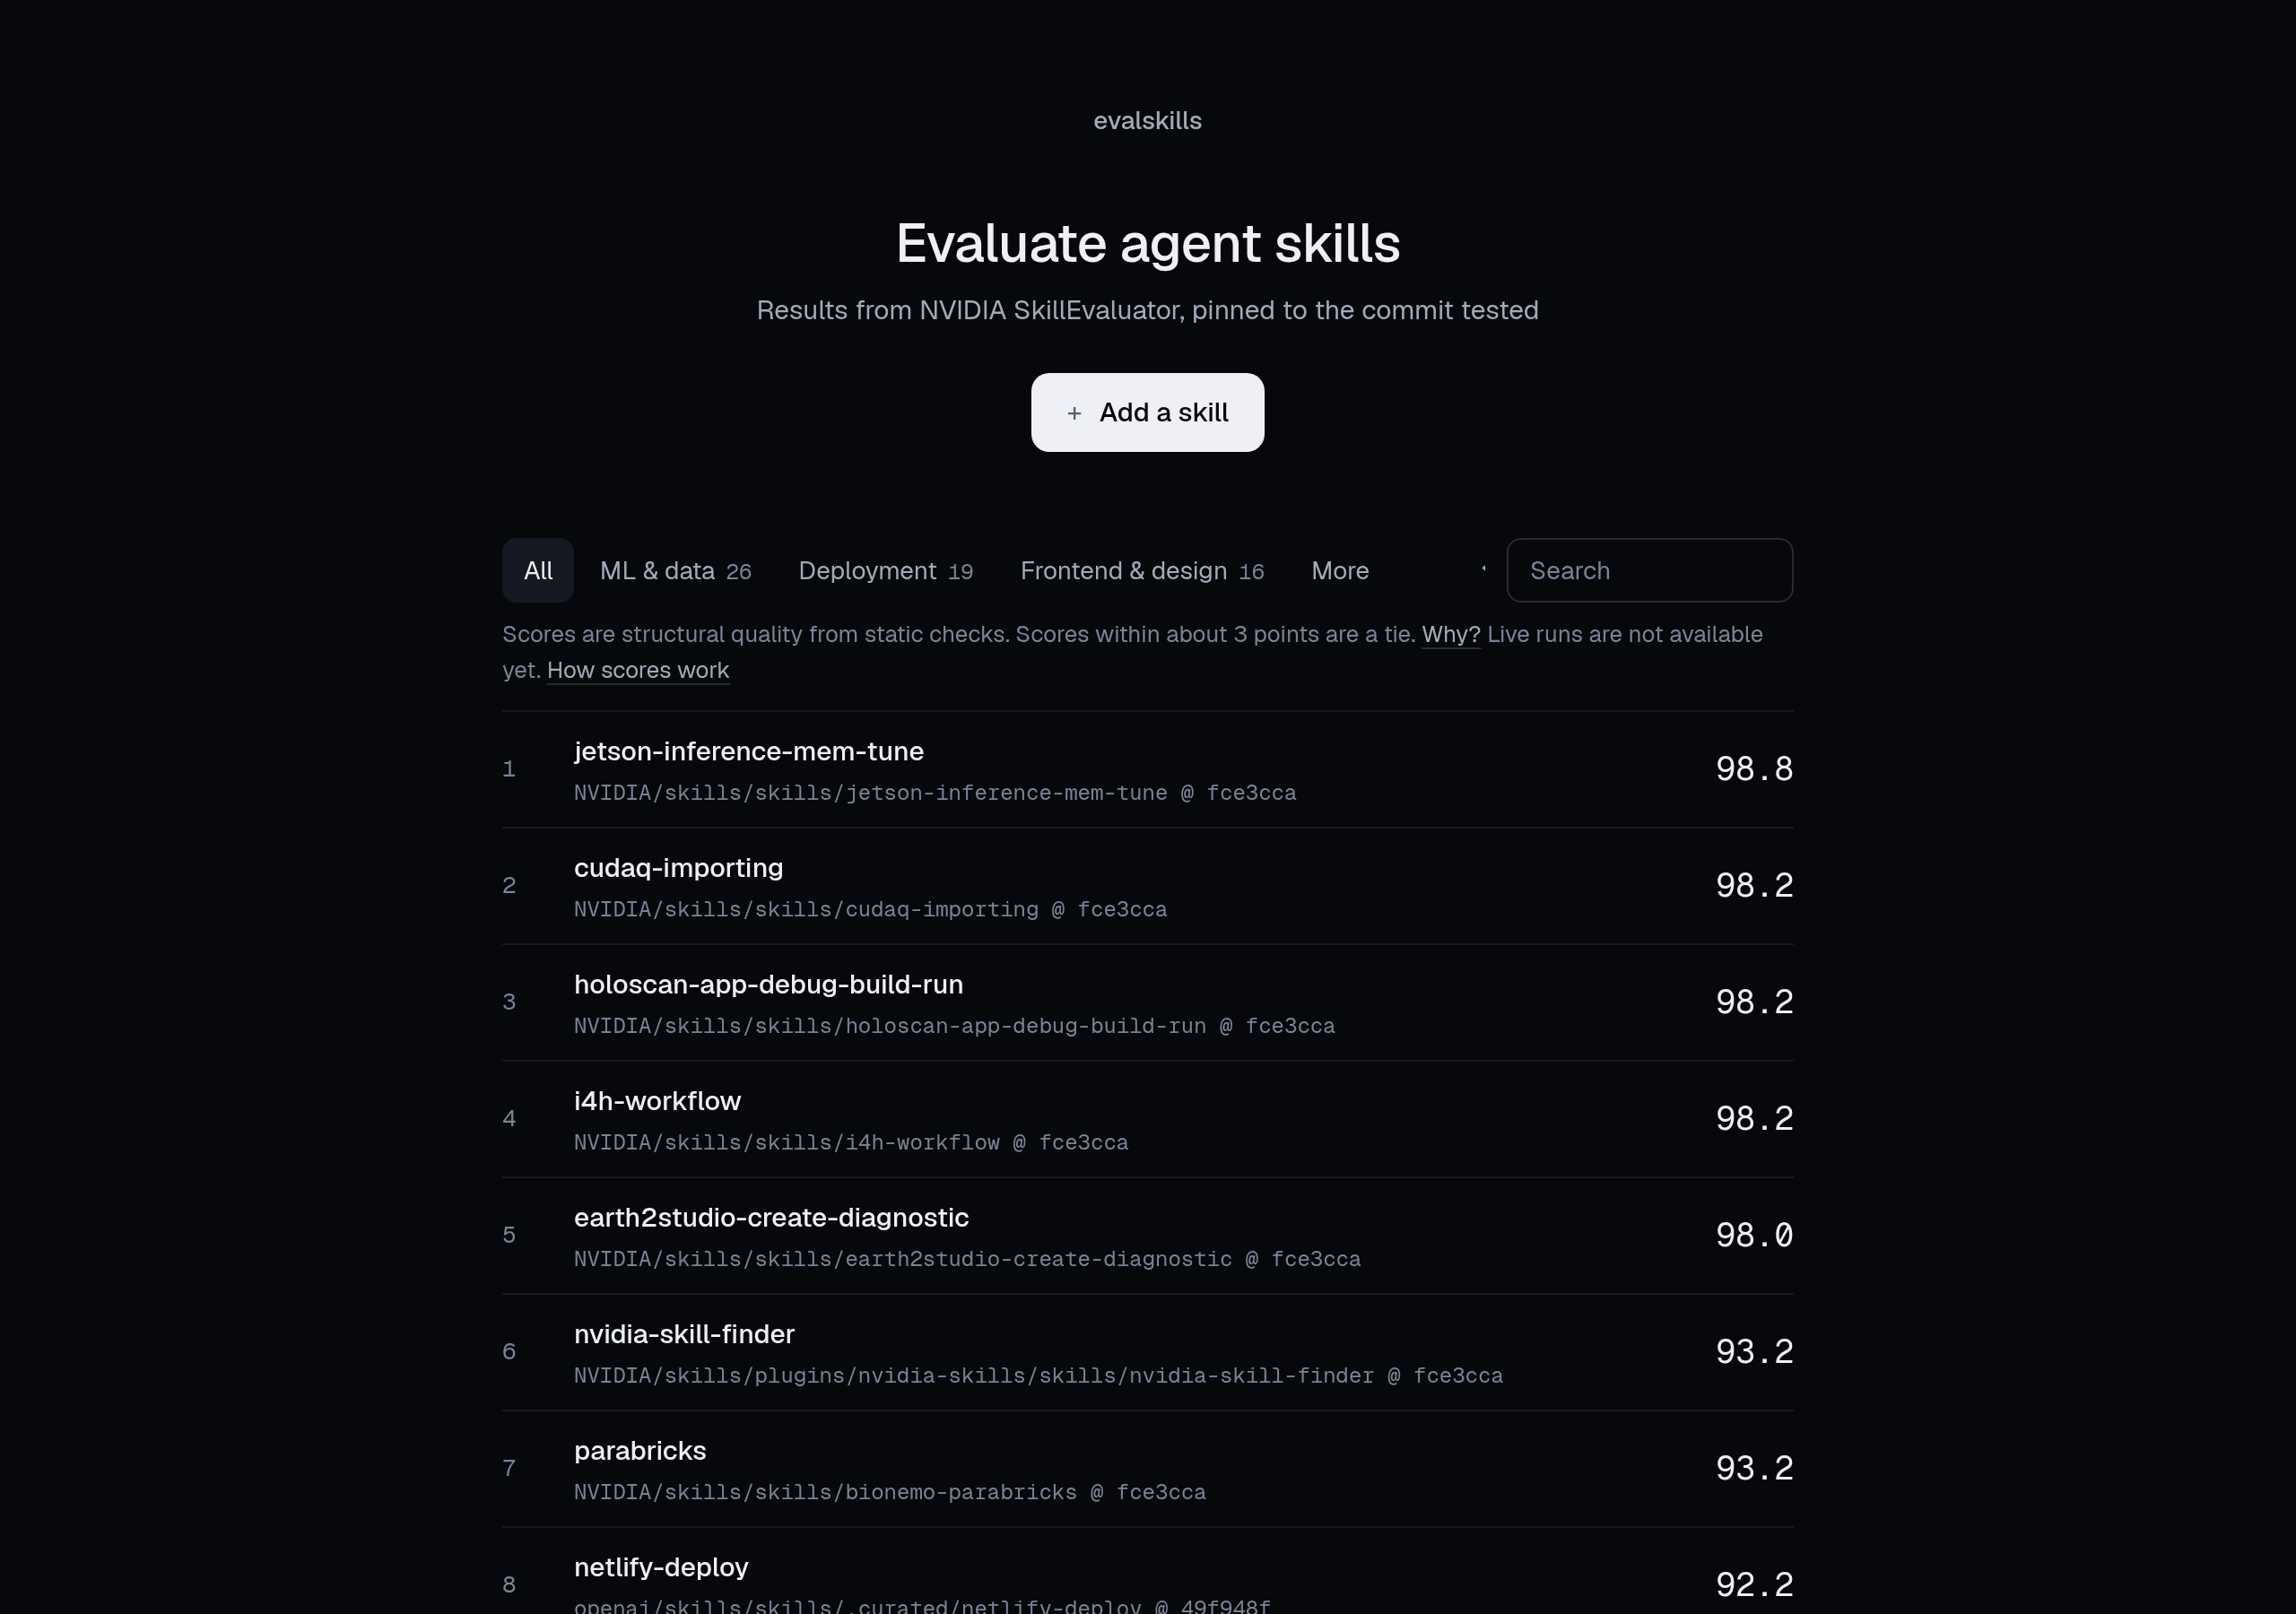 evalskills
Evaluate agent skills
Results from NVIDIA SkillEvaluator, pinned to the commit tested
+ Add a skill
All ML & data 26 Deployment 19 Frontend & design 16 More Search
Scores are structural quality from static checks. Scores within about 3 points are a tie. Why? Live runs are not available
yet. How scores work
1 jetson-inference-mem-tune 98.8
NVIDIA/skills/skills/jetson-inference-mem-tune @ fce3cca
2 cudaq-importing 98.2
NVIDIA/skills/skills/cudaq-importing @ fce3cca
3 holoscan-app-debug-build-run 98.2
NVIDIA/skills/skills/holoscan-app-debug-build-run @ fce3cca
4 i4h-workflow 98.2
NVIDIA/skills/skills/i4h-workflow @ fce3cca
5 earth2studio-create-diagnostic 98.0
NVIDIA/skills/skills/earth2studio-create-diagnostic @ fce3cca
6 nvidia-skill-finder 93.2
NVIDIA/skills/plugins/nvidia-skills/skills/nvidia-skill-finder @ fce3cca
7 parabricks 93.2
NVIDIA/skills/skills/bionemo-parabricks @ fce3cca
8 netlify-deploy 92.2
openai/skills/skills/.curated/netlify-deploy @ 49f948f